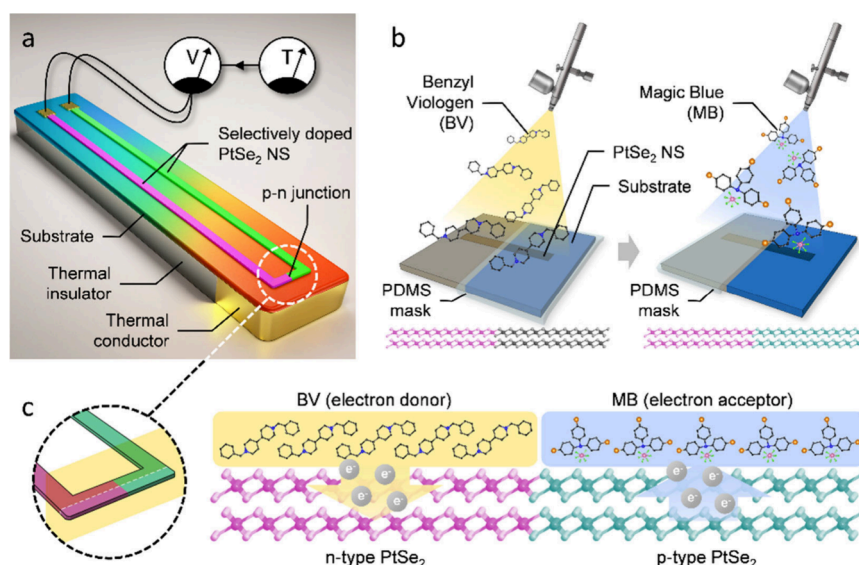 a
V
T
Selectively doped
PtSe₂ NS
p-n junction
Substrate
Thermal
insulator
Thermal
conductor
b
Benzyl
Viologen
(BV)
Magic Blue
(MB)
PtSe₂ NS
Substrate
PDMS
mask
PDMS
mask
c
BV (electron donor)
MB (electron acceptor)
e⁻
e⁻
e⁻
e⁻
e⁻
e⁻
e⁻
e⁻
n-type PtSe₂
p-type PtSe₂